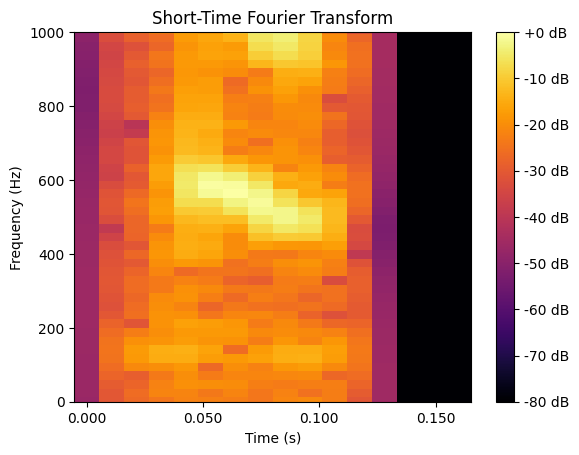 Short-Time Fourier Transform
1000
800
600
400
200
0
Frequency (Hz)
0.000
0.050
0.100
0.150
Time (s)
+0 dB
-10 dB
-20 dB
-30 dB
-40 dB
-50 dB
-60 dB
-70 dB
-80 dB